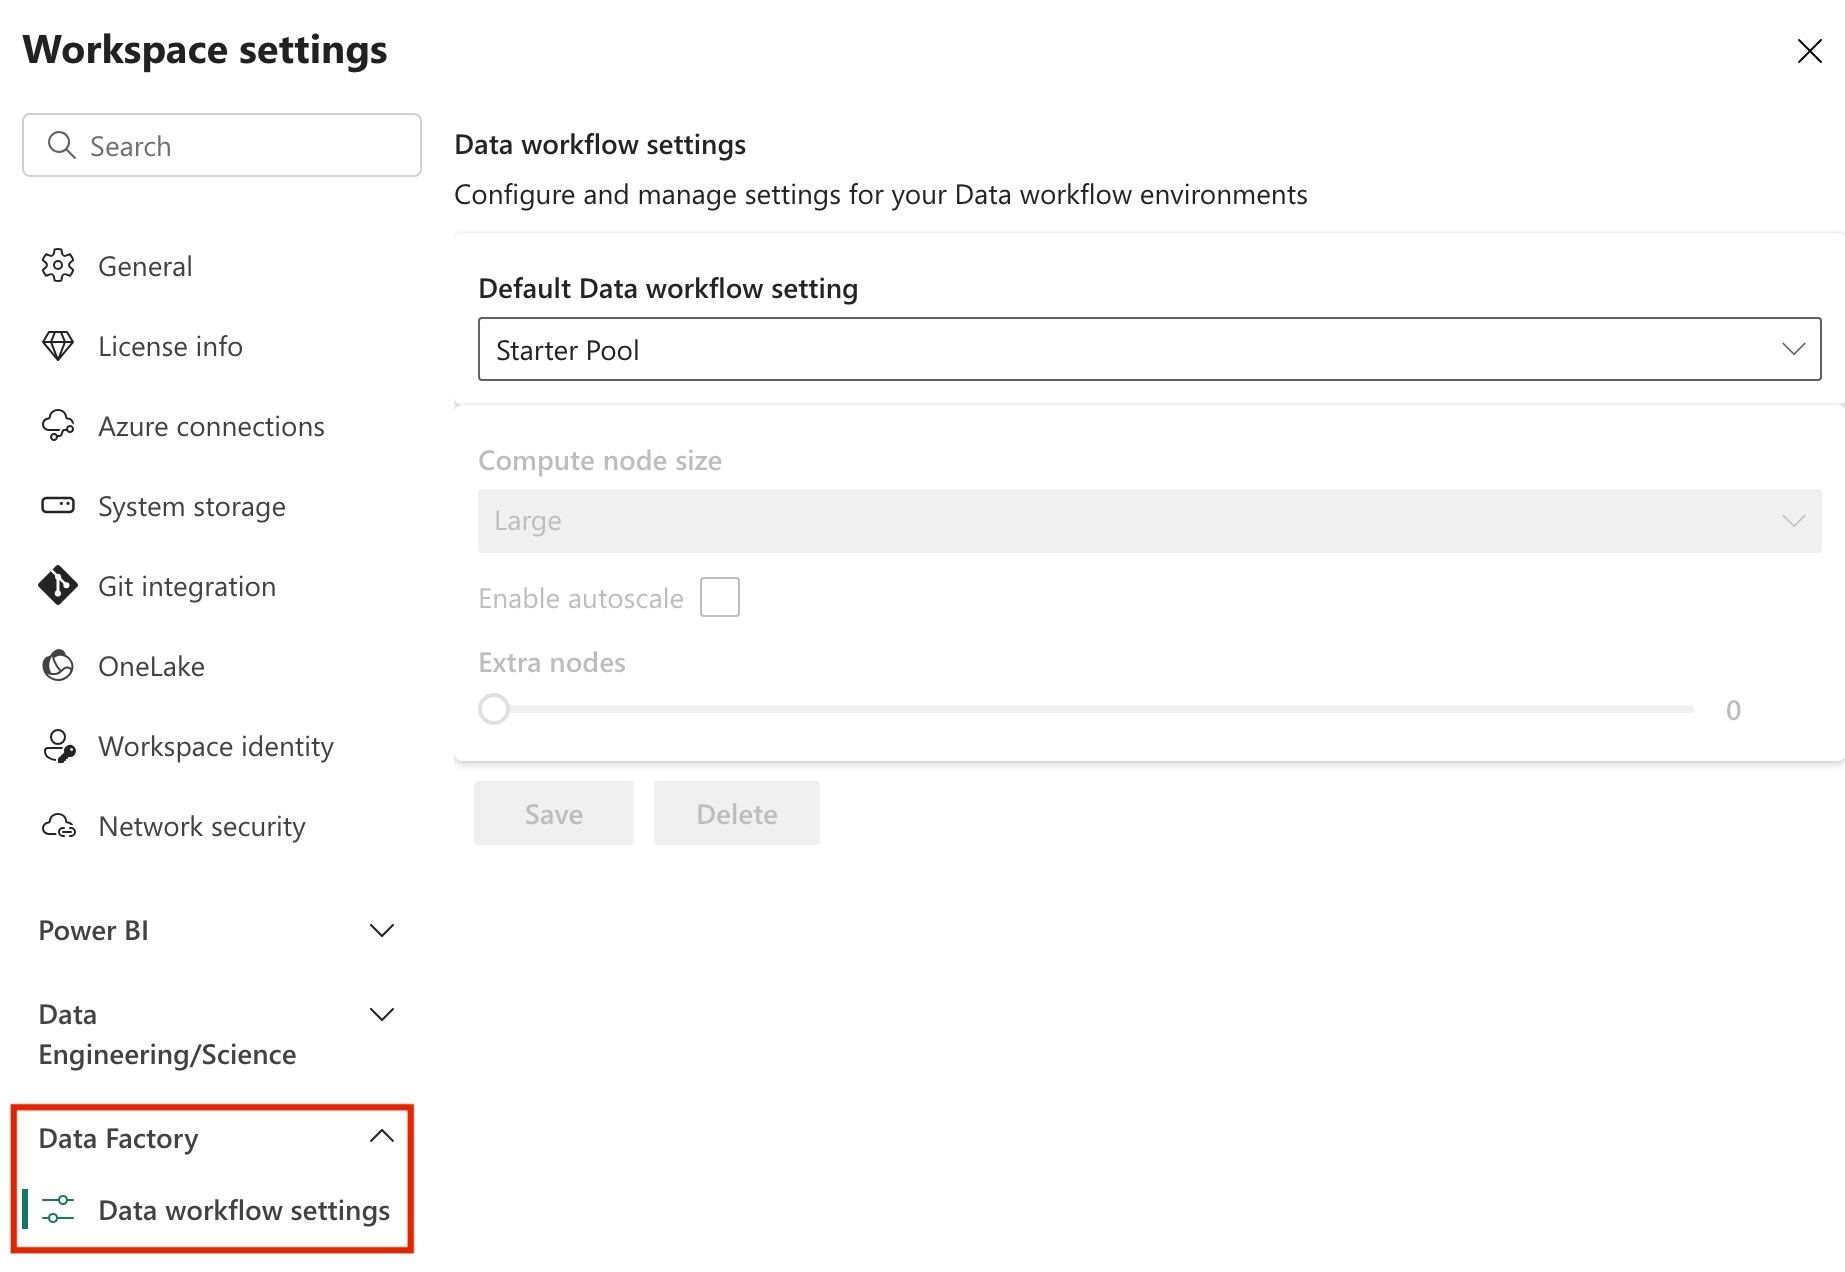 Workspace settings
Search
General
License info
Azure connections
System storage
Git integration
OneLake
Workspace identity
Network security
Power BI
Data
Engineering/Science
Data Factory
Data workflow settings
Data workflow settings
Configure and manage settings for your Data workflow environments
Default Data workflow setting
Starter Pool
Compute node size
Large
Enable autoscale
Extra nodes
0
Save Delete